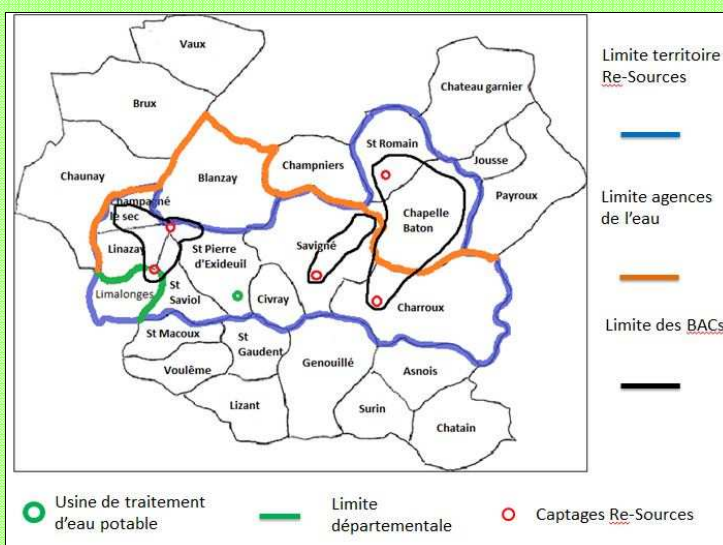 Vaux
Brux
Chateau garnier
St Romain
Champniers
Jousse
Blanzay
Chaunay
Payroux
Champagné
le sec
Chapelle
Baton
Linazay
St Pierre
d'Exideuil
Savigné
Limalonges
St
Saviol
Civray
Charroux
St Macoux
St
Gaudent
Genouillé
Asnois
Voulême
Lizant
Surin
Chatain
Limite territoire
Re-Sources
Limite agences
de l'eau
Limite des BACs
Usine de traitement
d'eau potable
Limite
départementale
Captages Re-Sources